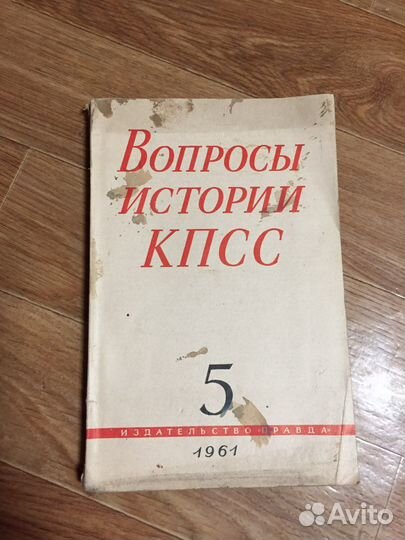 Вопросы
истории
КПСС
5
ИЗДАТЕЛЬСТВО «ПРАВДА»
1961
Avito